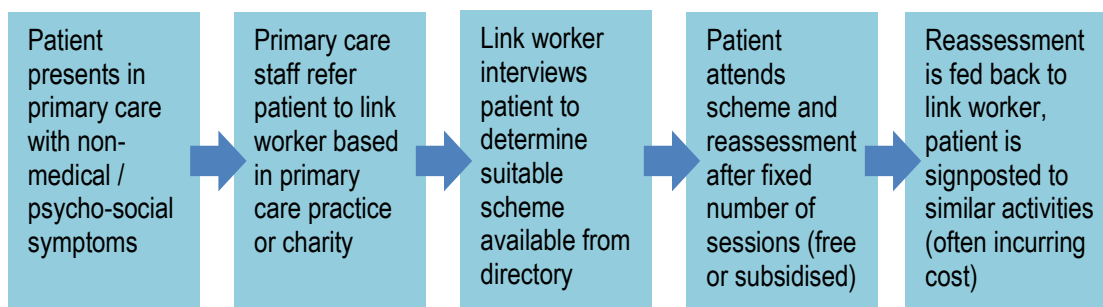 Patient
presents in
primary care
with non-
medical /
psycho-social
symptoms
Primary care
staff refer
patient to link
worker based
in primary
care practice
or charity
Link worker
interviews
patient to
determine
suitable
scheme
available from
directory
Patient
attends
scheme and
reassessment
after fixed
number of
sessions (free
or subsidised)
Reassessment
is fed back to
link worker,
patient is
signposted to
similar activities
(often incurring
cost)